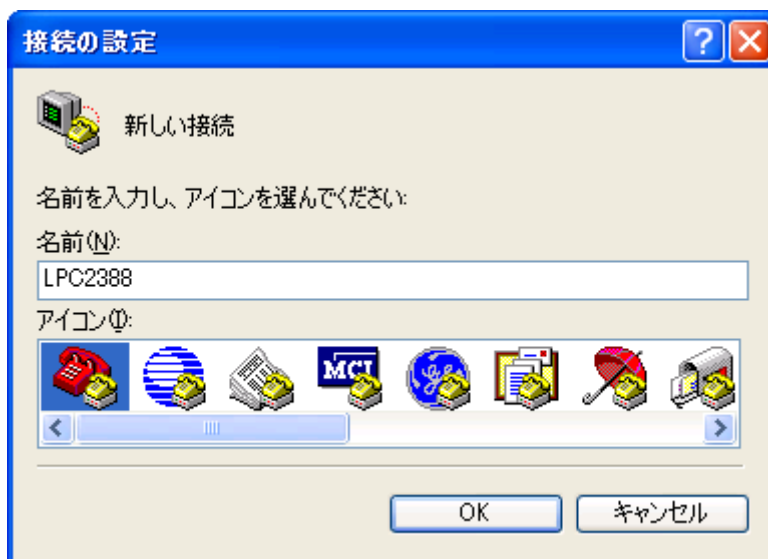 接続の設定
新しい接続
名前を入力し、アイコンを選んでください:
名前(N):
LPC2388
アイコン(I):
MCI
OK
キャンセル